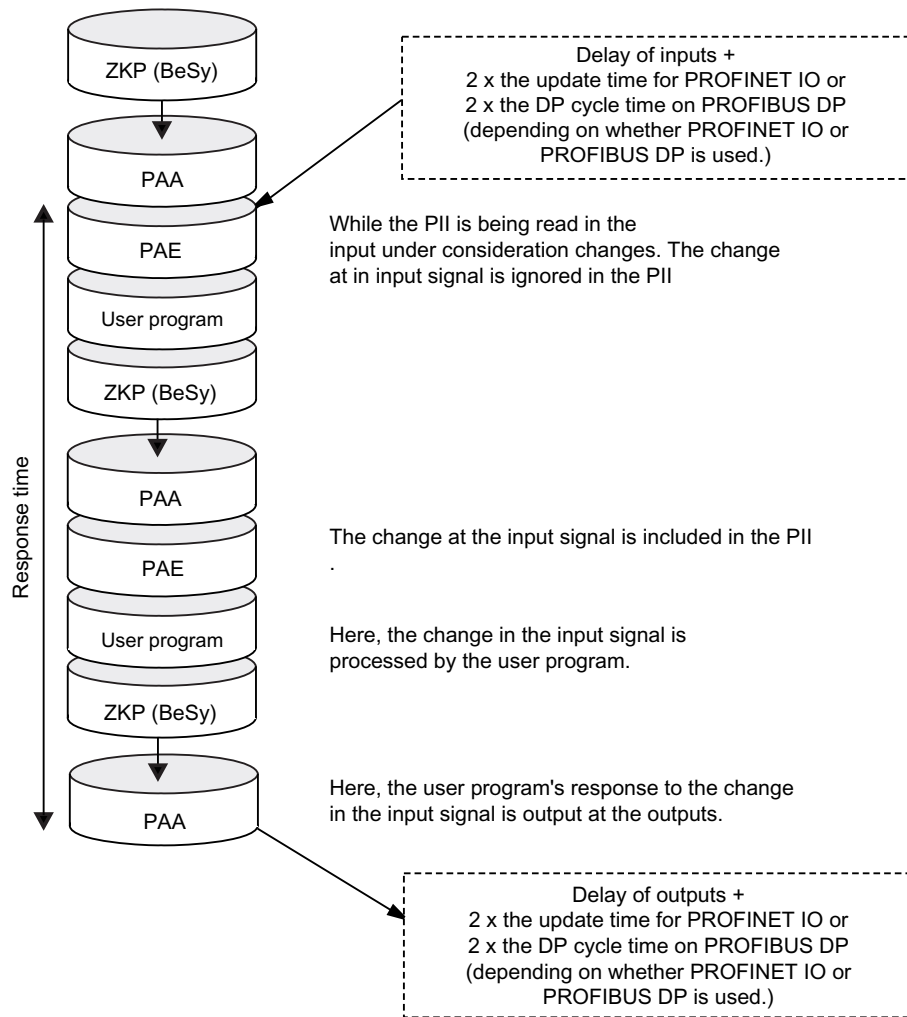 ZKP (BeSy)
Delay of inputs +
2 x the update time for PROFINET IO or
2 x the DP cycle time on PROFIBUS DP
(depending on whether PROFINET IO or
PROFIBUS DP is used.)
PAA
PAE
While the PII is being read in the
input under consideration changes. The change
at in input signal is ignored in the PII
User program
ZKP (BeSy)
Response time
PAA
PAE
The change at the input signal is included in the PII
.
User program
Here, the change in the input signal is
processed by the user program.
ZKP (BeSy)
PAA
Here, the user program's response to the change
in the input signal is output at the outputs.
Delay of outputs +
2 x the update time for PROFINET IO or
2 x the DP cycle time on PROFIBUS DP
(depending on whether PROFINET IO or
PROFIBUS DP is used.)